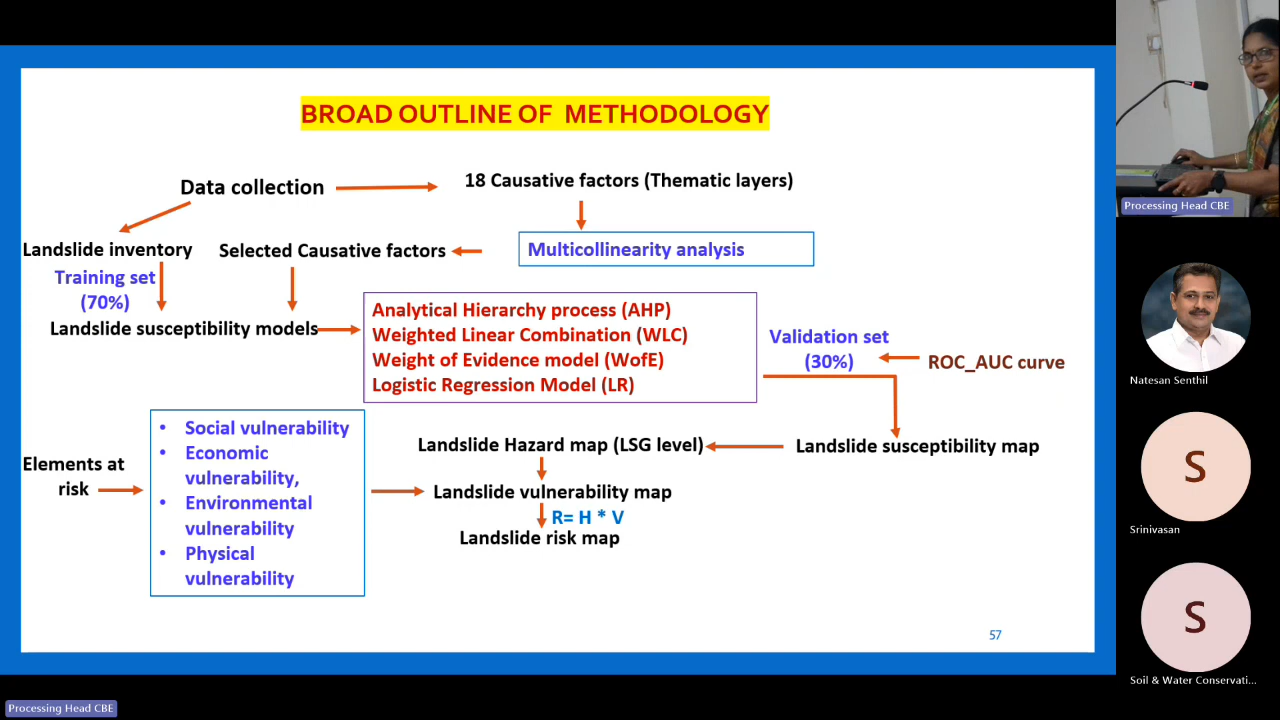 BROAD OUTLINE OF METHODOLOGY
Data collection
18 Causative factors (Thematic layers)
Landslide inventory
Selected Causative factors
Multicollinearity analysis
Training set
(70%)
Landslide susceptibility models
Analytical Hierarchy process (AHP)
Weighted Linear Combination (WLC)
Weight of Evidence model (WofE)
Logistic Regression Model (LR)
Validation set
(30%)
ROC_AUC curve
Landslide susceptibility map
Landslide Hazard map (LSG level)
Elements at
risk
• Social vulnerability
• Economic
vulnerability,
• Environmental
vulnerability
• Physical
vulnerability
Landslide vulnerability map
R= H * V
Landslide risk map
57
Processing Head CBE
Natesan Senthil
S
Srinivasan
S
Soil & Water Conservati...
Processing Head CBE